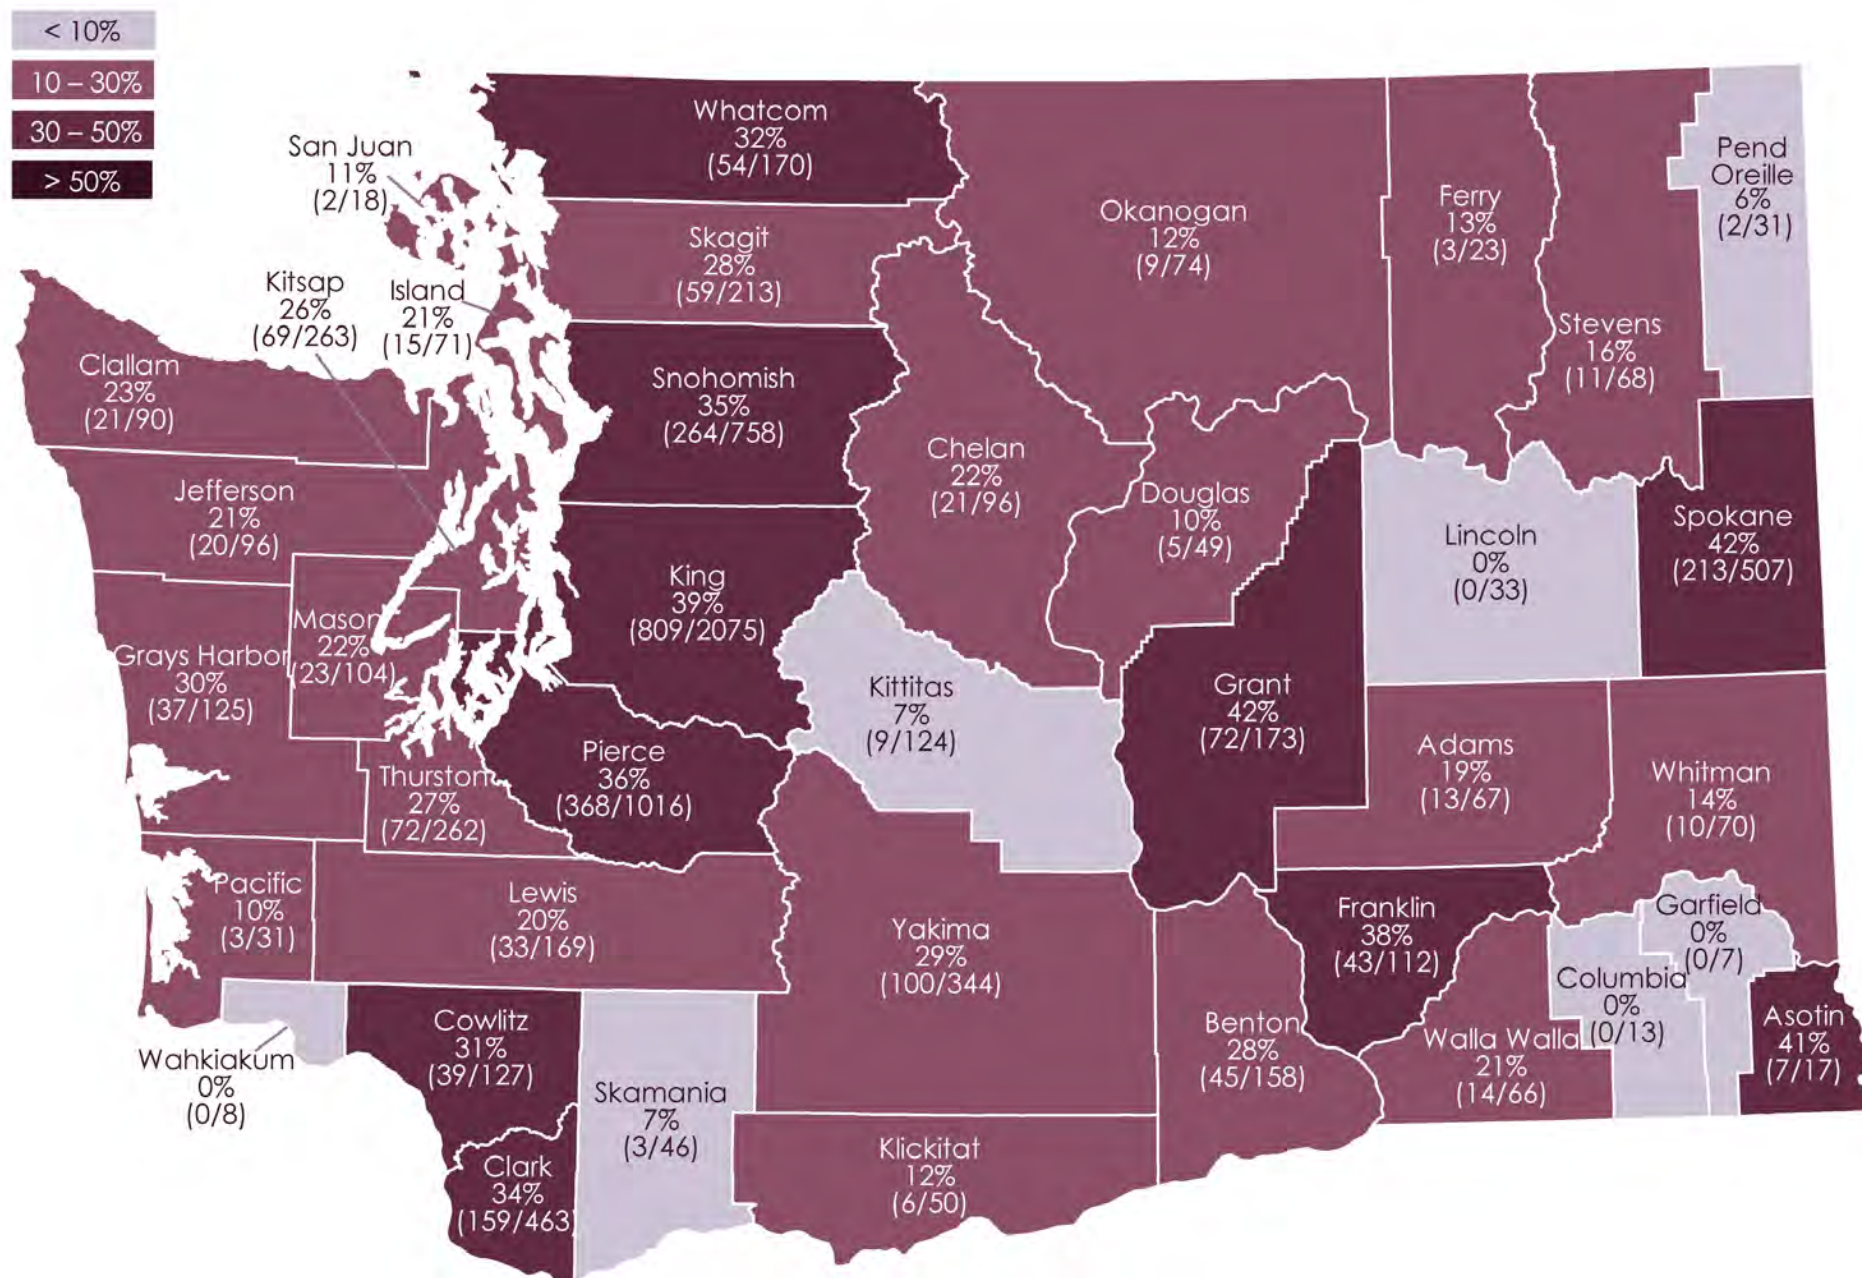 < 10%
10 – 30%
30 – 50%
> 50%
Whatcom
32%
(54/170)
San Juan
11%
(2/18)
Skagit
28%
(59/213)
Okanogan
12%
(9/74)
Ferry
13%
(3/23)
Pend
Oreille
6%
(2/31)
Kitsap
26%
(69/263)
Island
21%
(15/71)
Stevens
16%
(11/68)
Clallam
23%
(21/90)
Snohomish
35%
(264/758)
Chelan
22%
(21/96)
Douglas
10%
(5/49)
Jefferson
21%
(20/96)
Lincoln
0%
(0/33)
Spokane
42%
(213/507)
King
39%
(809/2075)
Mason
22%
(23/104)
Grays Harbor
30%
(37/125)
Kittitas
7%
(9/124)
Grant
42%
(72/173)
Adams
19%
(13/67)
Whitman
14%
(10/70)
Pierce
36%
(368/1016)
Thurston
27%
(72/262)
Pacific
10%
(3/31)
Lewis
20%
(33/169)
Yakima
29%
(100/344)
Franklin
38%
(43/112)
Garfield
0%
(0/7)
Columbia
0%
(0/13)
Asotin
41%
(7/17)
Wahkiakum
0%
(0/8)
Cowlitz
31%
(39/127)
Skamania
7%
(3/46)
Benton
28%
(45/158)
Walla Walla
21%
(14/66)
Clark
34%
(159/463)
Klickitat
12%
(6/50)